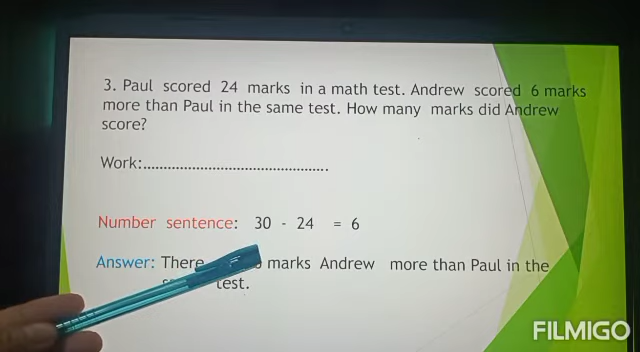 3. Paul scored 24 marks in a math test. Andrew scored 6 marks
more than Paul in the same test. How many marks did Andrew
score?
Work:................................................
Number sentence: 30 - 24 = 6
Answer: There marks Andrew more than Paul in the
test.
FILMIGO